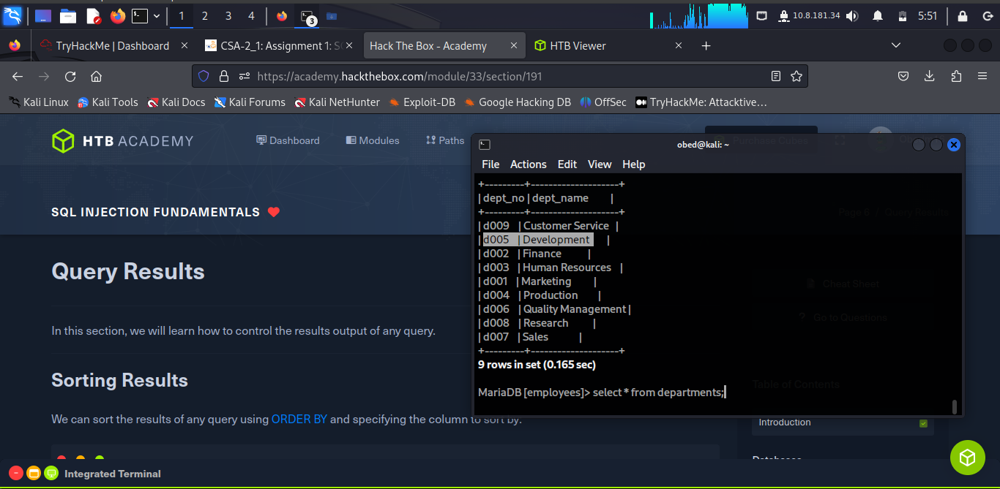 1 2 3 4 3 10.8.181.34 5:51
TryHackMe | Dashboard CSA-2_1: Assignment 1: SC Hack The Box - Academy HTB Viewer
https://academy.hackthebox.com/module/33/section/191
Kali Linux Kali Tools Kali Docs Kali Forums Kali NetHunter Exploit-DB Google Hacking DB OffSec TryHackMe: Attacktive…
HTB ACADEMY Dashboard Modules Paths
SQL INJECTION FUNDAMENTALS
Page 6 / Query Results
Query Results
In this section, we will learn how to control the results output of any query.
Sorting Results
We can sort the results of any query using ORDER BY and specifying the column to sort by:
obed@kali: ~
File Actions Edit View Help
+---------+--------------------+
| dept_no | dept_name |
+---------+--------------------+
| d009 | Customer Service |
| d005 | Development |
| d002 | Finance |
| d003 | Human Resources |
| d001 | Marketing |
| d004 | Production |
| d006 | Quality Management |
| d008 | Research |
| d007 | Sales |
+---------+--------------------+
9 rows in set (0.165 sec)
MariaDB [employees]> select * from departments;
Cheat Sheet
? Go to Questions
Table of Contents
Introduction
Databases
Integrated Terminal